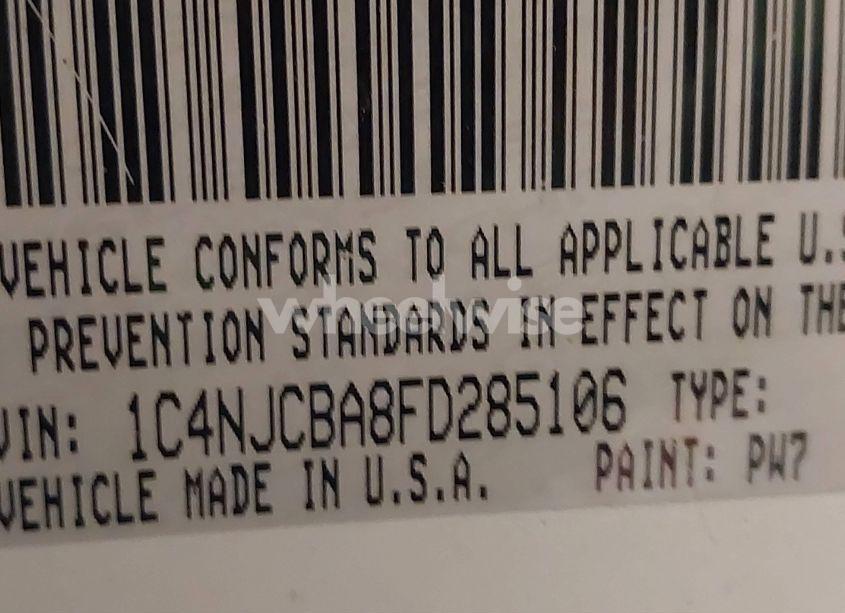 VEHICLE CONFORMS TO ALL APPLICABLE U.S
PREVENTION STANDARDS IN EFFECT ON THE
VIN: 1C4NJCBA8FD285106 TYPE:
VEHICLE MADE IN U.S.A. PAINT: PW7
wheelwise